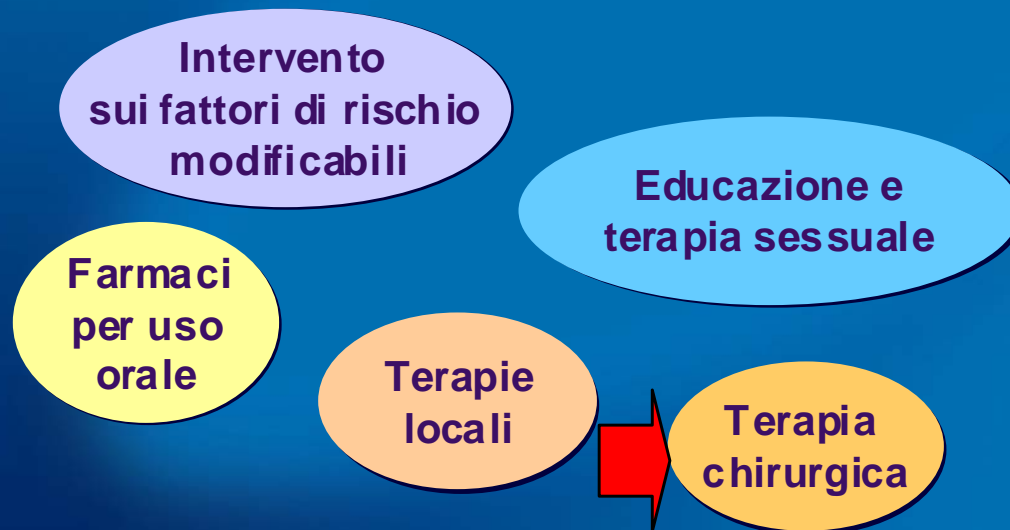 Intervento
sui fattori di rischio
modificabili
Educazione e
terapia sessuale
Farmaci
per uso
orale
Terapie
locali
Terapia
chirurgica